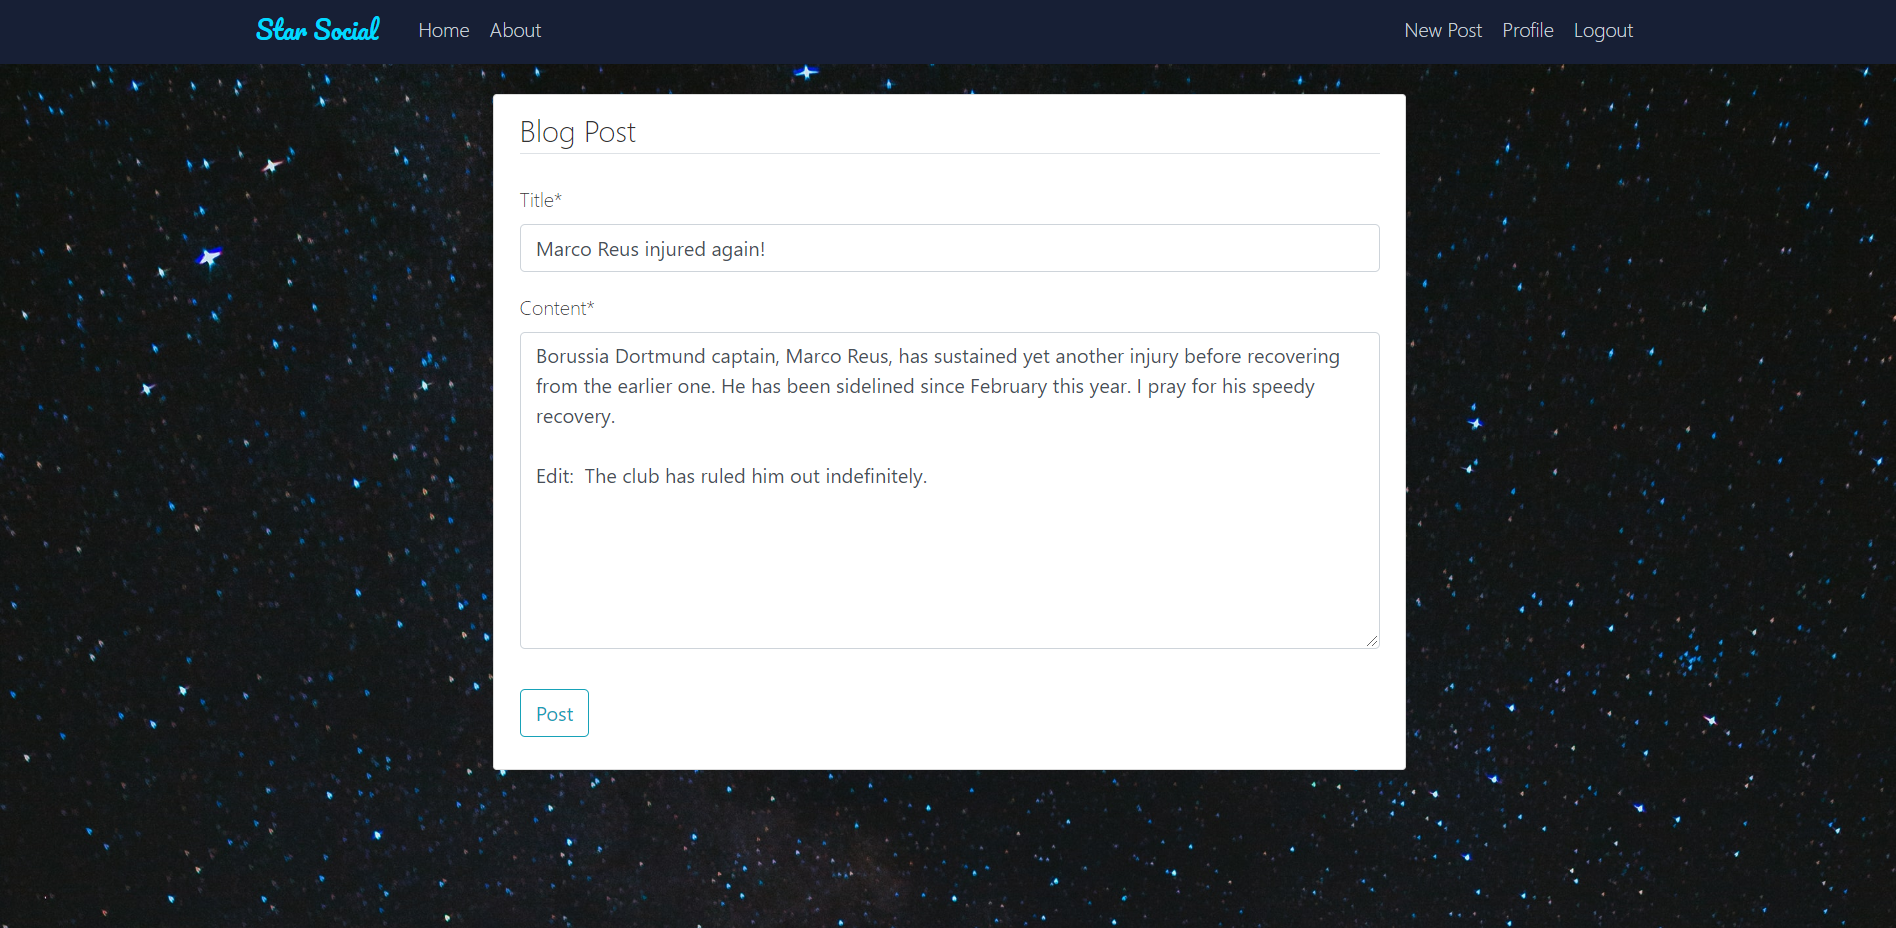 Star Social Home About New Post Profile Logout
Blog Post
Title*
Marco Reus injured again!
Content*
Borussia Dortmund captain, Marco Reus, has sustained yet another injury before recovering
from the earlier one. He has been sidelined since February this year. I pray for his speedy
recovery.
Edit:  The club has ruled him out indefinitely.
Post